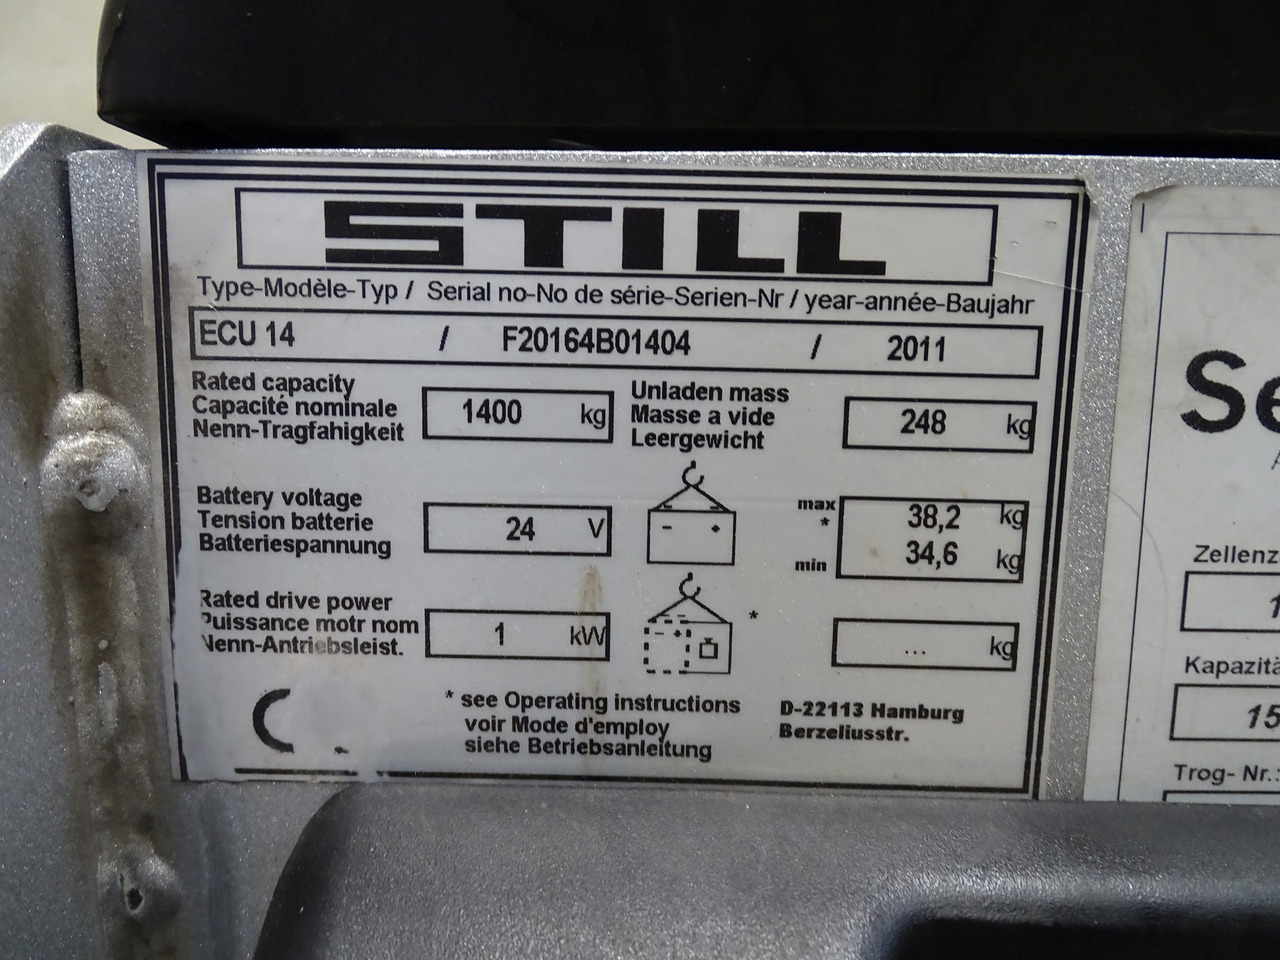 STILL
Type-Modèle-Typ / Serial no-No de série-Serien-Nr / year-année-Baujahr
ECU 14 / F20164B01404 / 2011
Rated capacity
Capacité nominale
Nenn-Tragfahigkeit
1400 kg
Unladen mass
Masse a vide
Leergewicht
248 kg
Battery voltage
Tension batterie
Batteriespannung
24 V
max
*
min
38,2 kg
34,6 kg
Rated drive power
Puissance motr nom
Nenn-Antriebsleist.
1 kW
*
... kg
* see Operating instructions
voir Mode d'employ
siehe Betriebsanleitung
D-22113 Hamburg
Berzeliusstr.
Se
Zellenz
Kapazitä
15
Trog- Nr.: